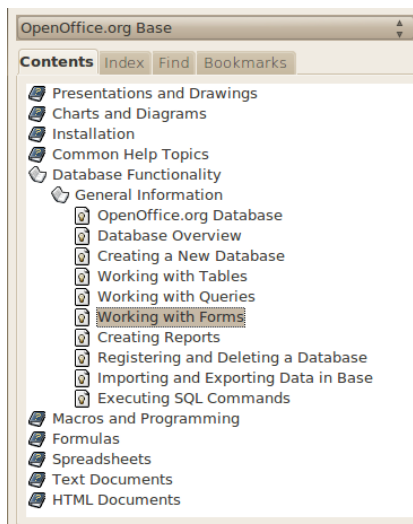 OpenOffice.org Base
Contents Index Find Bookmarks
Presentations and Drawings
Charts and Diagrams
Installation
Common Help Topics
Database Functionality
General Information
OpenOffice.org Database
Database Overview
Creating a New Database
Working with Tables
Working with Queries
Working with Forms
Creating Reports
Registering and Deleting a Database
Importing and Exporting Data in Base
Executing SQL Commands
Macros and Programming
Formulas
Spreadsheets
Text Documents
HTML Documents